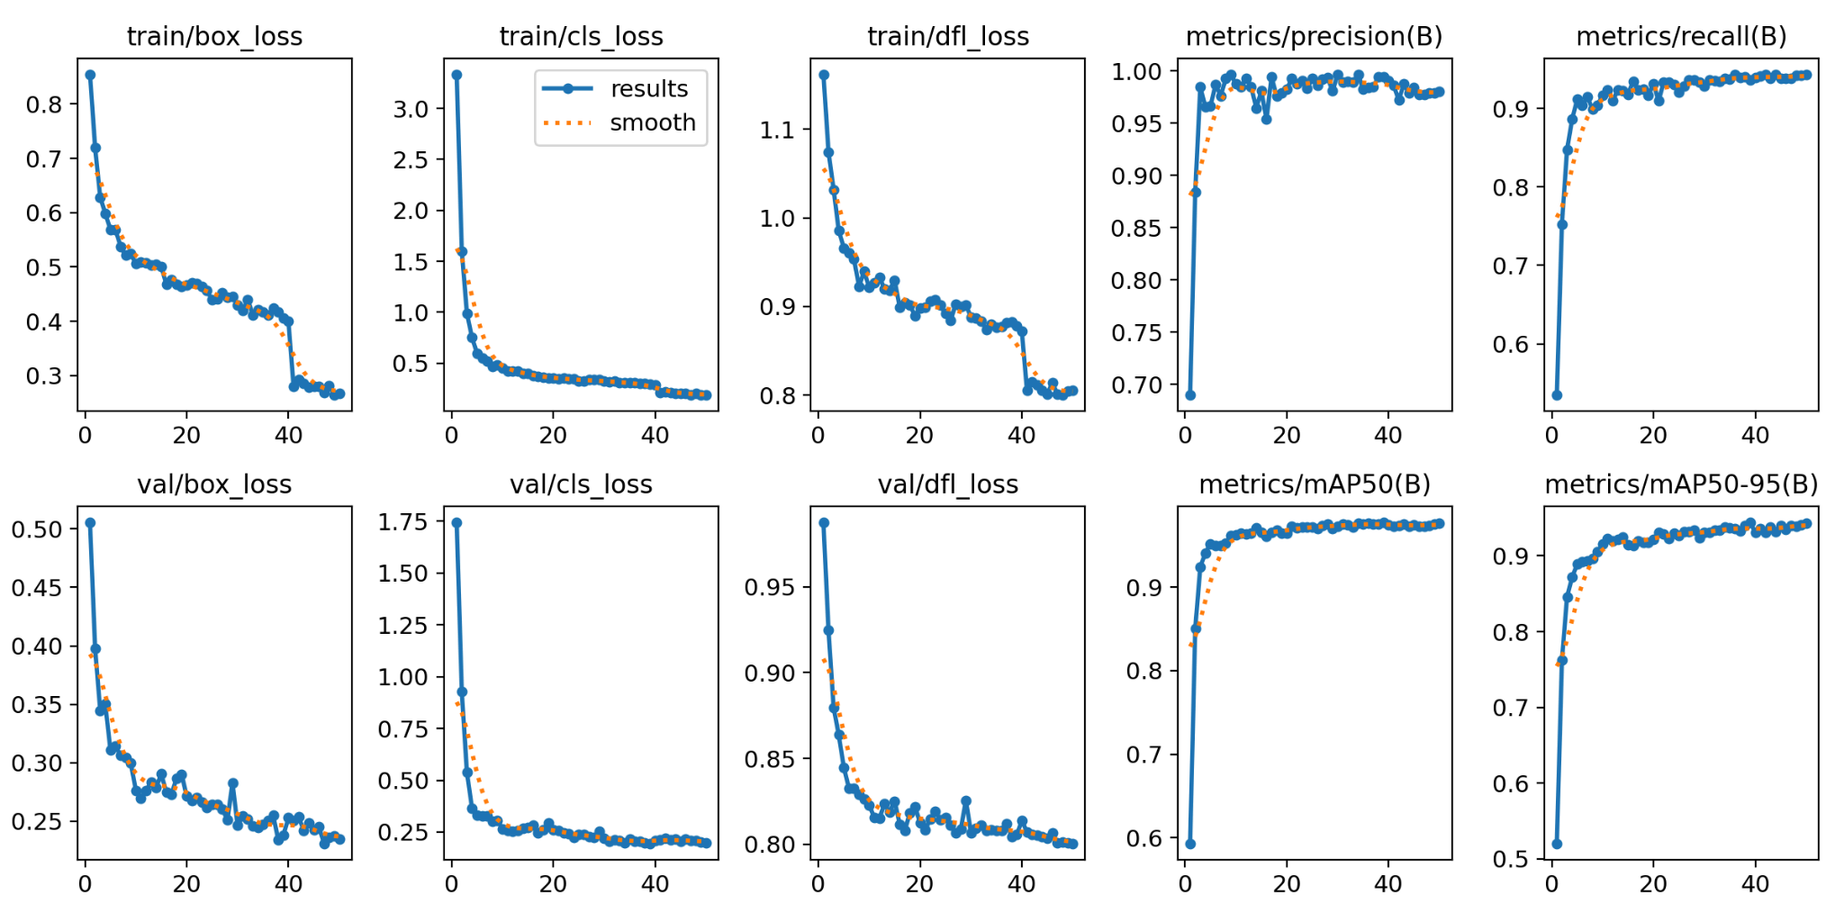 train/box_loss
train/cls_loss
train/dfl_loss
metrics/precision(B)
metrics/recall(B)
0.8
0.7
0.6
0.5
0.4
0.3
0 20 40
results
smooth
3.0
2.5
2.0
1.5
1.0
0.5
0 20 40
1.1
1.0
0.9
0.8
0 20 40
1.00
0.95
0.90
0.85
0.80
0.75
0.70
0 20 40
0.9
0.8
0.7
0.6
0 20 40
val/box_loss
val/cls_loss
val/dfl_loss
metrics/mAP50(B)
metrics/mAP50-95(B)
0.50
0.45
0.40
0.35
0.30
0.25
0 20 40
1.75
1.50
1.25
1.00
0.75
0.50
0.25
0 20 40
0.95
0.90
0.85
0.80
0 20 40
0.9
0.8
0.7
0.6
0 20 40
0.9
0.8
0.7
0.6
0.5
0 20 40